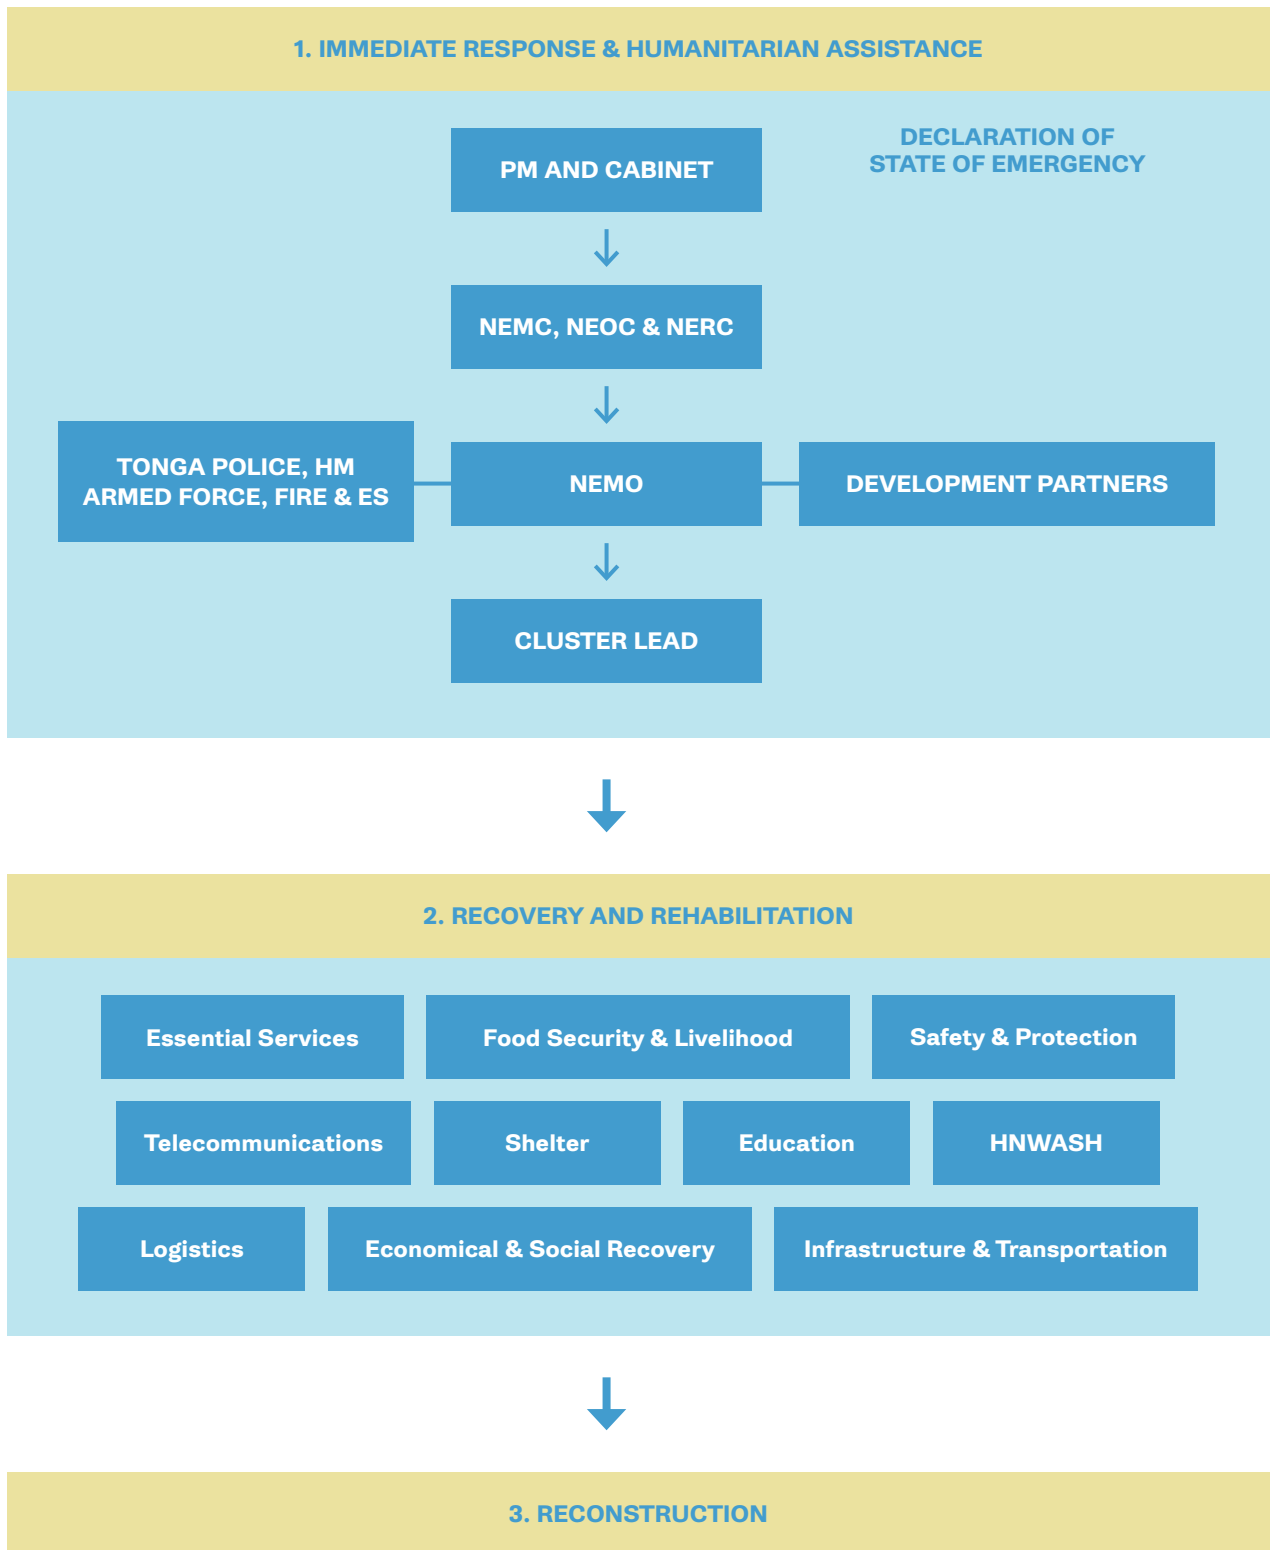 1. IMMEDIATE RESPONSE & HUMANITARIAN ASSISTANCE
DECLARATION OF
STATE OF EMERGENCY
PM AND CABINET
NEMC, NEOC & NERC
TONGA POLICE, HM
ARMED FORCE, FIRE & ES
NEMO
DEVELOPMENT PARTNERS
CLUSTER LEAD
2. RECOVERY AND REHABILITATION
Essential Services
Food Security & Livelihood
Safety & Protection
Telecommunications
Shelter
Education
HNWASH
Logistics
Economical & Social Recovery
Infrastructure & Transportation
3. RECONSTRUCTION